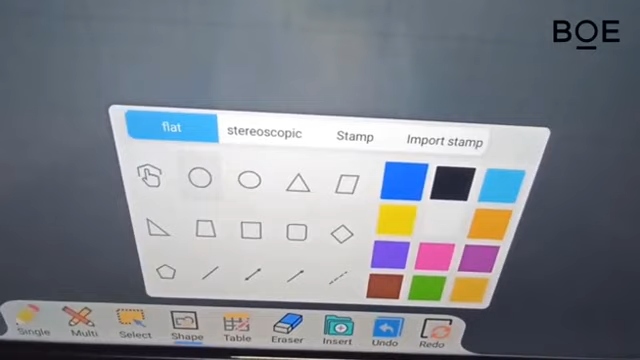 BOE
flat stereoscopic Stamp Import stamp
Single Multi Select Shape Table Eraser Insert Undo Redo